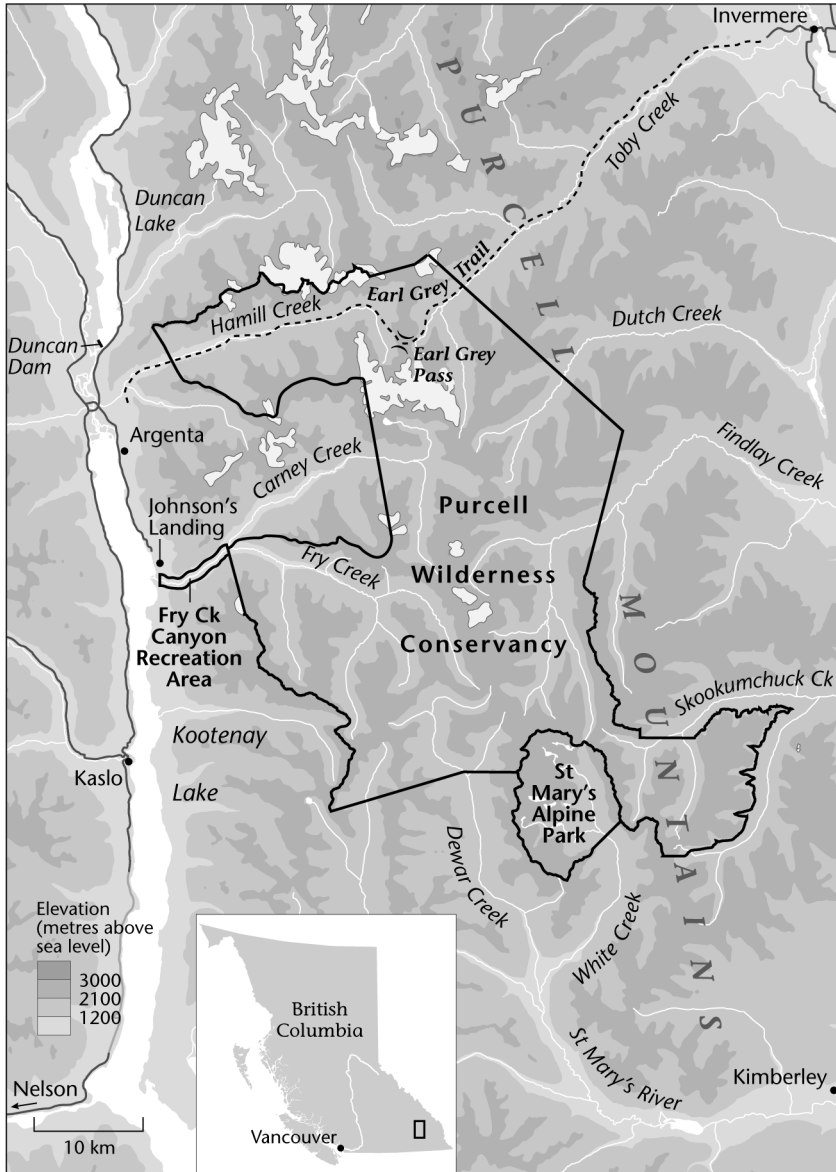 Invermere
PURCELL
Toby Creek
Duncan
Lake
Trail
Earl Grey
Hamill Creek
Dutch Creek
Duncan
Dam
Earl Grey
Pass
Argenta
Findlay Creek
Carney Creek
Johnson's
Landing
Purcell
Fry Creek
Wilderness
Fry Ck
Canyon
Recreation
Area
Conservancy
MOUNTAINS
Skookumchuck Ck
Kootenay
Lake
Kaslo
St
Mary's
Alpine
Park
Dewar Creek
White Creek
Elevation
(metres above
sea level)
3000
2100
1200
British
Columbia
St Mary's River
Kimberley
Nelson
10 km
Vancouver